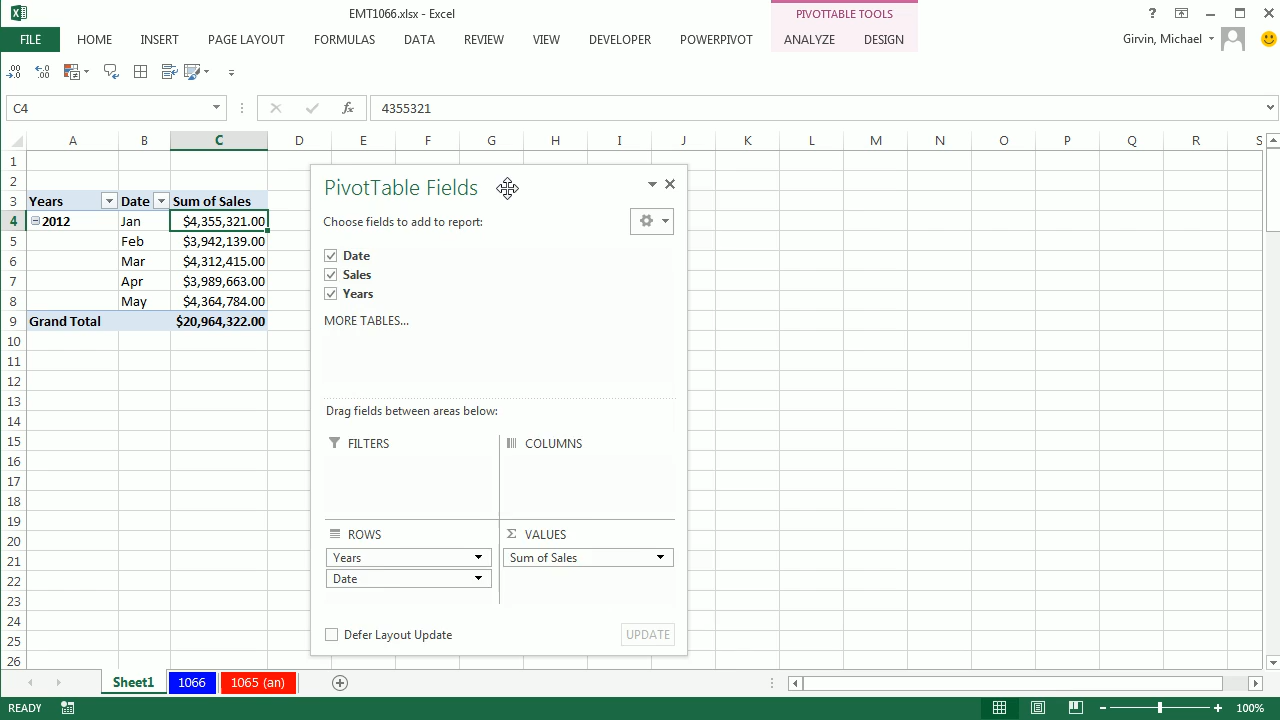 EMT1066.xlsx - Excel
PIVOTTABLE TOOLS
?
FILE HOME INSERT PAGE LAYOUT FORMULAS DATA REVIEW VIEW DEVELOPER POWERPIVOT ANALYZE DESIGN Girvin, Michael
C4 fx 4355321
A B C D E F G H I J K L M N O P Q R S
1
2
3 Years Date Sum of Sales
4 2012 Jan $4,355,321.00
5 Feb $3,942,139.00
6 Mar $4,312,415.00
7 Apr $3,989,663.00
8 May $4,364,784.00
9 Grand Total $20,964,322.00
10
11
12
13
14
15
16
17
18
19
20
21
22
23
24
25
26
PivotTable Fields
Choose fields to add to report:
Date
Sales
Years
MORE TABLES...
Drag fields between areas below:
FILTERS COLUMNS
ROWS Σ VALUES
Years Sum of Sales
Date
Defer Layout Update UPDATE
Sheet1 1066 1065 (an)
READY 100%